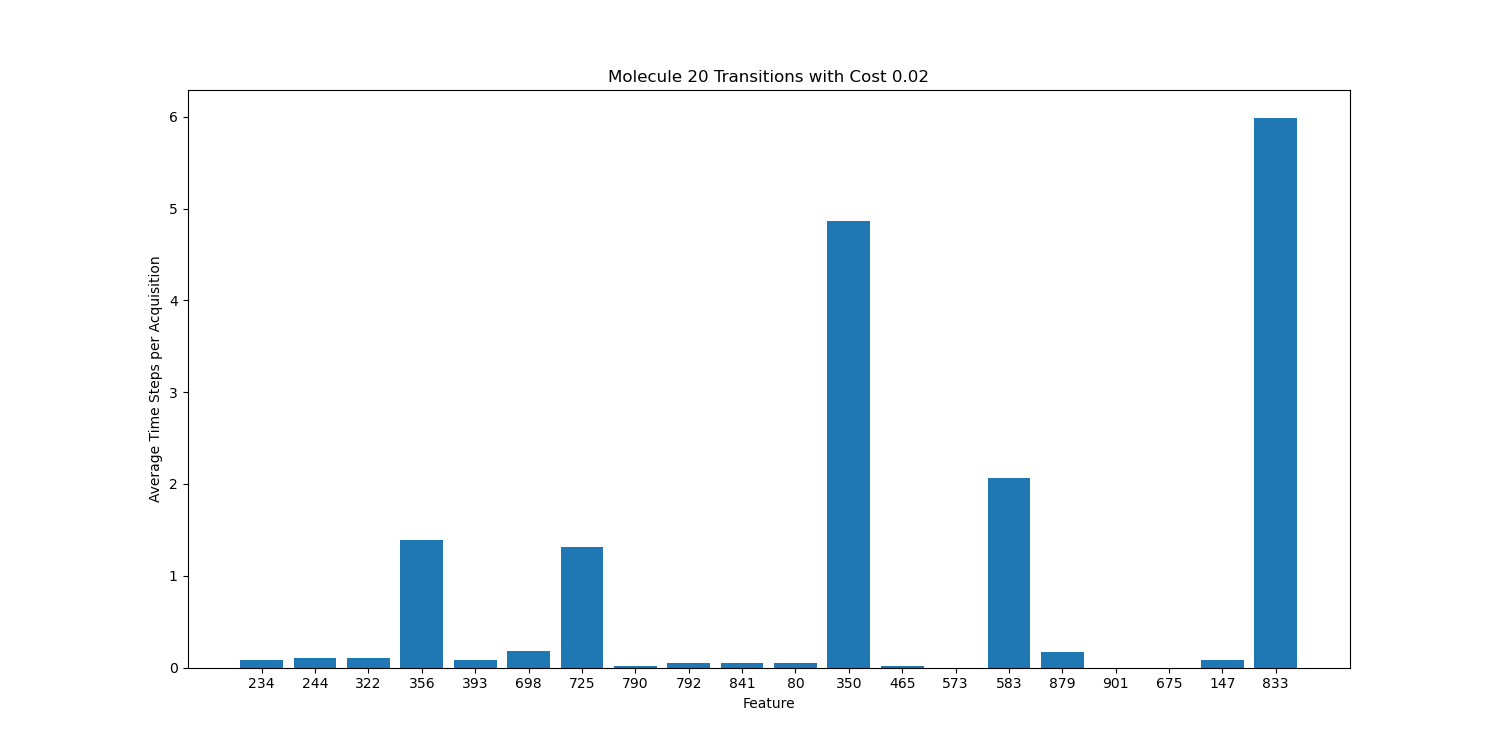 Molecule 20 Transitions with Cost 0.02
Average Time Steps per Acquisition
6
5
4
3
2
1
0
234 244 322 356 393 698 725 790 792 841 80 350 465 573 583 879 901 675 147 833
Feature